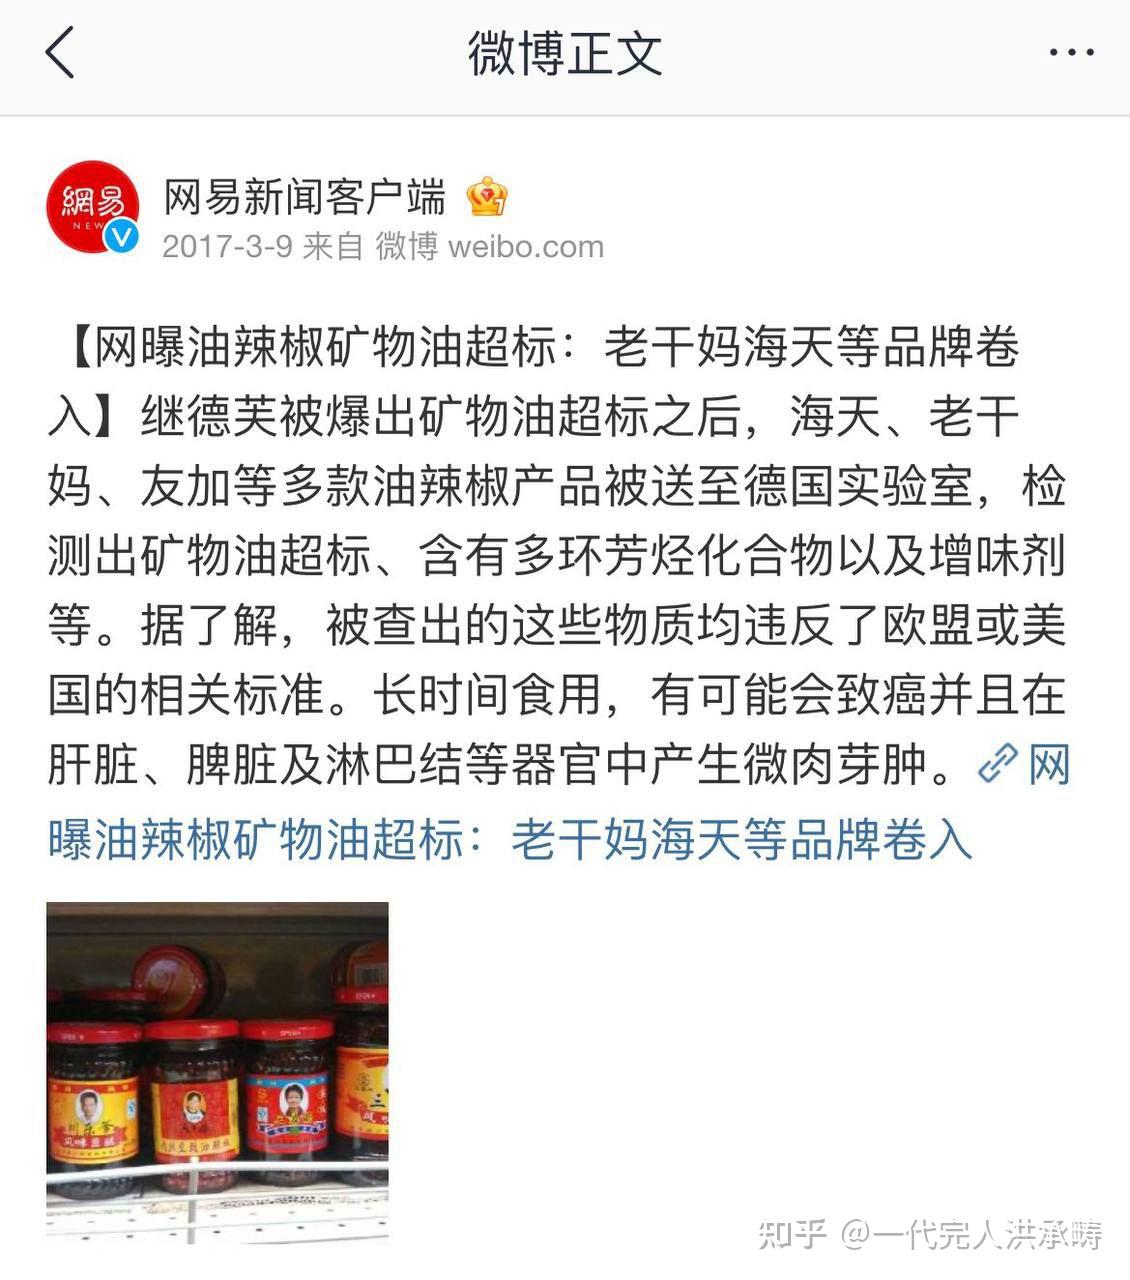 微博正文
網易
NEWS
网易新闻客户端
2017-3-9 来自 微博 weibo.com
【网曝油辣椒矿物油超标：老干妈海天等品牌卷
入】继德芙被爆出矿物油超标之后，海天、老干
妈、友加等多款油辣椒产品被送至德国实验室，检
测出矿物油超标、含有多环芳烃化合物以及增味剂
等。据了解，被查出的这些物质均违反了欧盟或美
国的相关标准。长时间食用，有可能会致癌并且在
肝脏、脾脏及淋巴结等器官中产生微肉芽肿。网
曝油辣椒矿物油超标：老干妈海天等品牌卷入
风味豆豉
知乎 @一代完人洪承畴